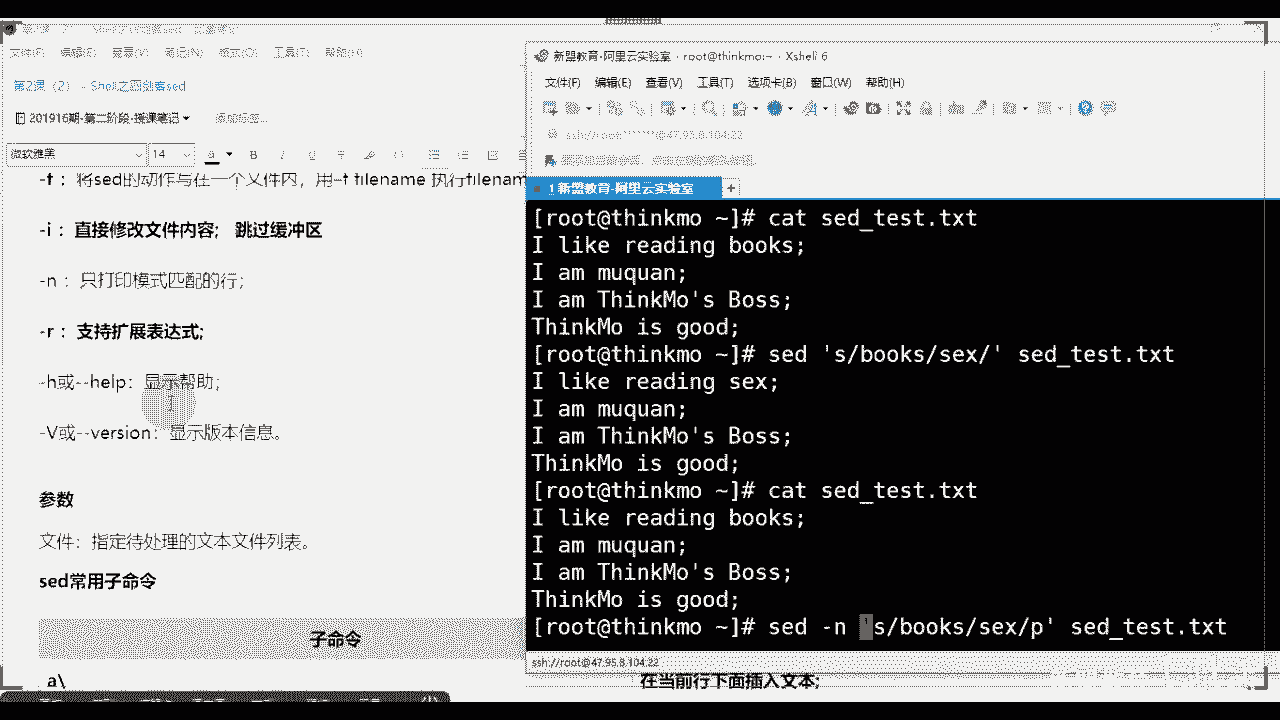 文件(F) 编辑(E) 查看(V) 笔记(N) 格式(O) 工具(T) 帮助(H)
第2课（2） - Shell之四剑客sed
201916期-第二阶段-授课笔记
添加标签...
微软雅黑 14
-f ：将sed的动作写在一个文件内，用–f filename 执行filenam
-i ：直接修改文件内容； 跳过缓冲区
-n ：只打印模式匹配的行；
-r ：支持扩展表达式;
-h或--help：显示帮助；
-V或--version：显示版本信息。
参数
文件：指定待处理的文本文件列表。
sed常用子命令
子命令
a\
在当前行下面插入文本;
新盟教育-阿里云实验室 - root@thinkmo:~ - Xshell 6
文件(F) 编辑(E) 查看(V) 工具(T) 选项卡(B) 窗口(W) 帮助(H)
1 新盟教育-阿里云实验室 +
[root@thinkmo ~]# cat sed_test.txt
I like reading books;
I am muquan;
I am ThinkMo's Boss;
ThinkMo is good;
[root@thinkmo ~]# sed 's/books/sex/' sed_test.txt
I like reading sex;
I am muquan;
I am ThinkMo's Boss;
ThinkMo is good;
[root@thinkmo ~]# cat sed_test.txt
I like reading books;
I am muquan;
I am ThinkMo's Boss;
ThinkMo is good;
[root@thinkmo ~]# sed -n 's/books/sex/p' sed_test.txt
ssh://root@47.95.8.104:22